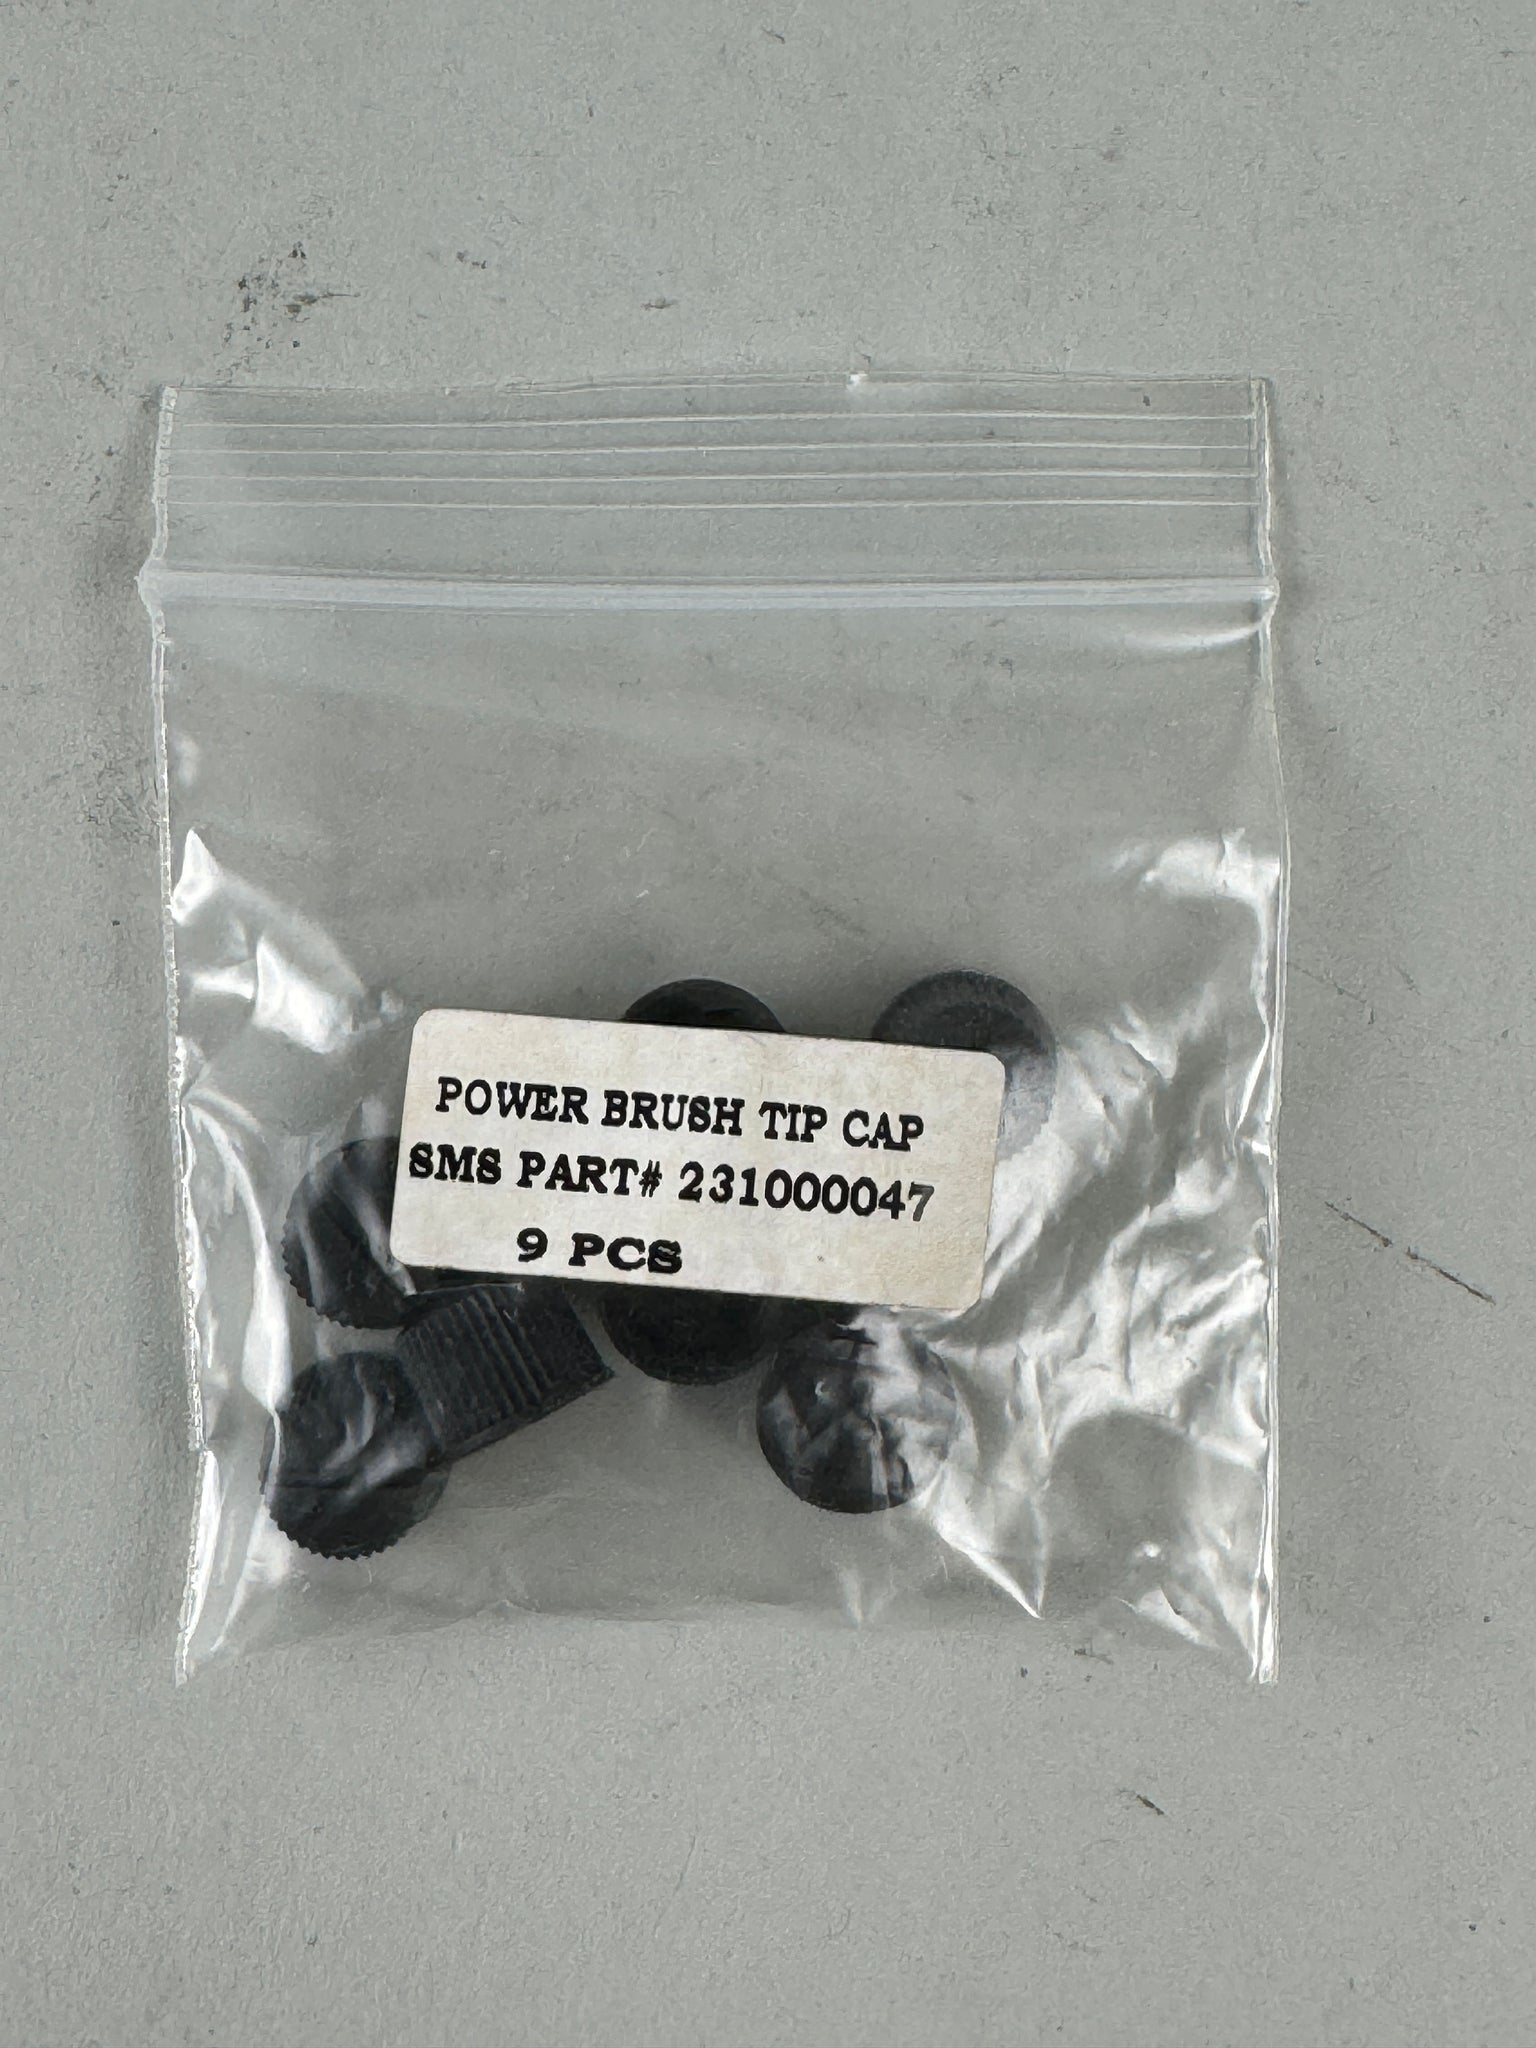 POWER BRUSH TIP CAP
SMS PART# 231000047
9 PCS